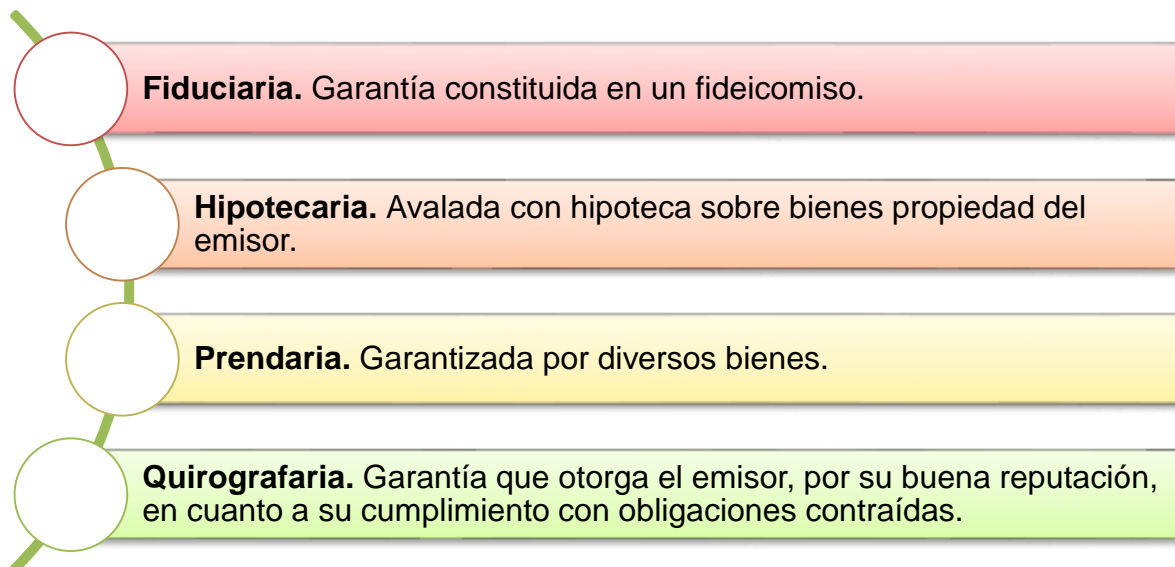 Fiduciaria. Garantía constituida en un fideicomiso.
Hipotecaria. Avalada con hipoteca sobre bienes propiedad del
emisor.
Prendaria. Garantizada por diversos bienes.
Quirografaria. Garantía que otorga el emisor, por su buena reputación,
en cuanto a su cumplimiento con obligaciones contraídas.